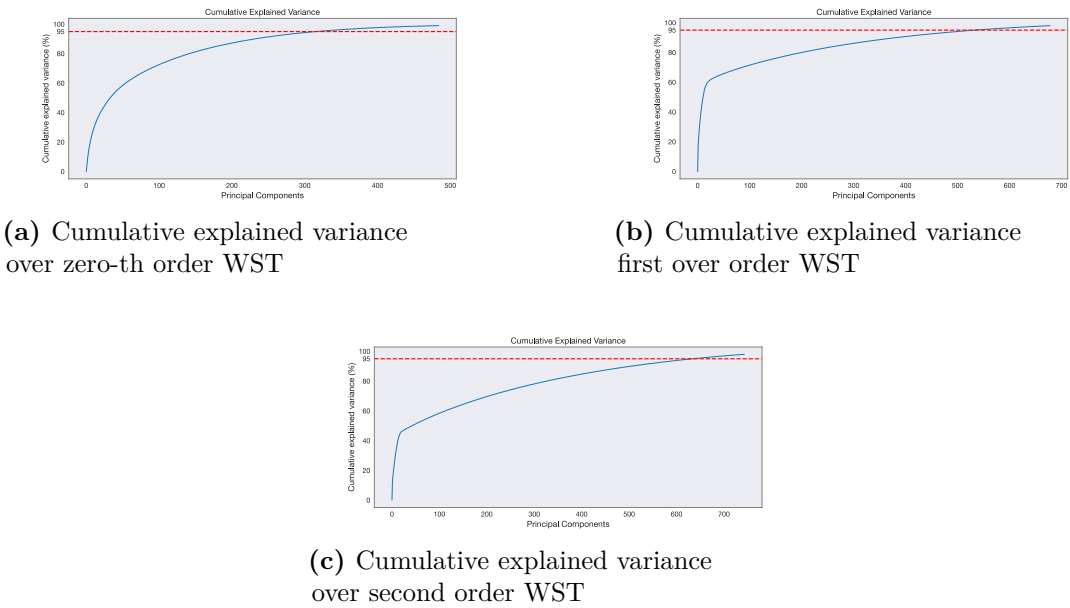 Cumulative Explained Variance
Cumulative explained variance (%)
100
95
80
60
40
20
0
0 100 200 300 400 500
Principal Components
(a) Cumulative explained variance
over zero-th order WST
Cumulative Explained Variance
Cumulative explained variance (%)
100
95
80
60
40
20
0
0 100 200 300 400 500 600 700
Principal Components
(b) Cumulative explained variance
first over order WST
Cumulative Explained Variance
Cumulative explained variance (%)
100
95
80
60
40
20
0
0 100 200 300 400 500 600 700
Principal Components
(c) Cumulative explained variance
over second order WST